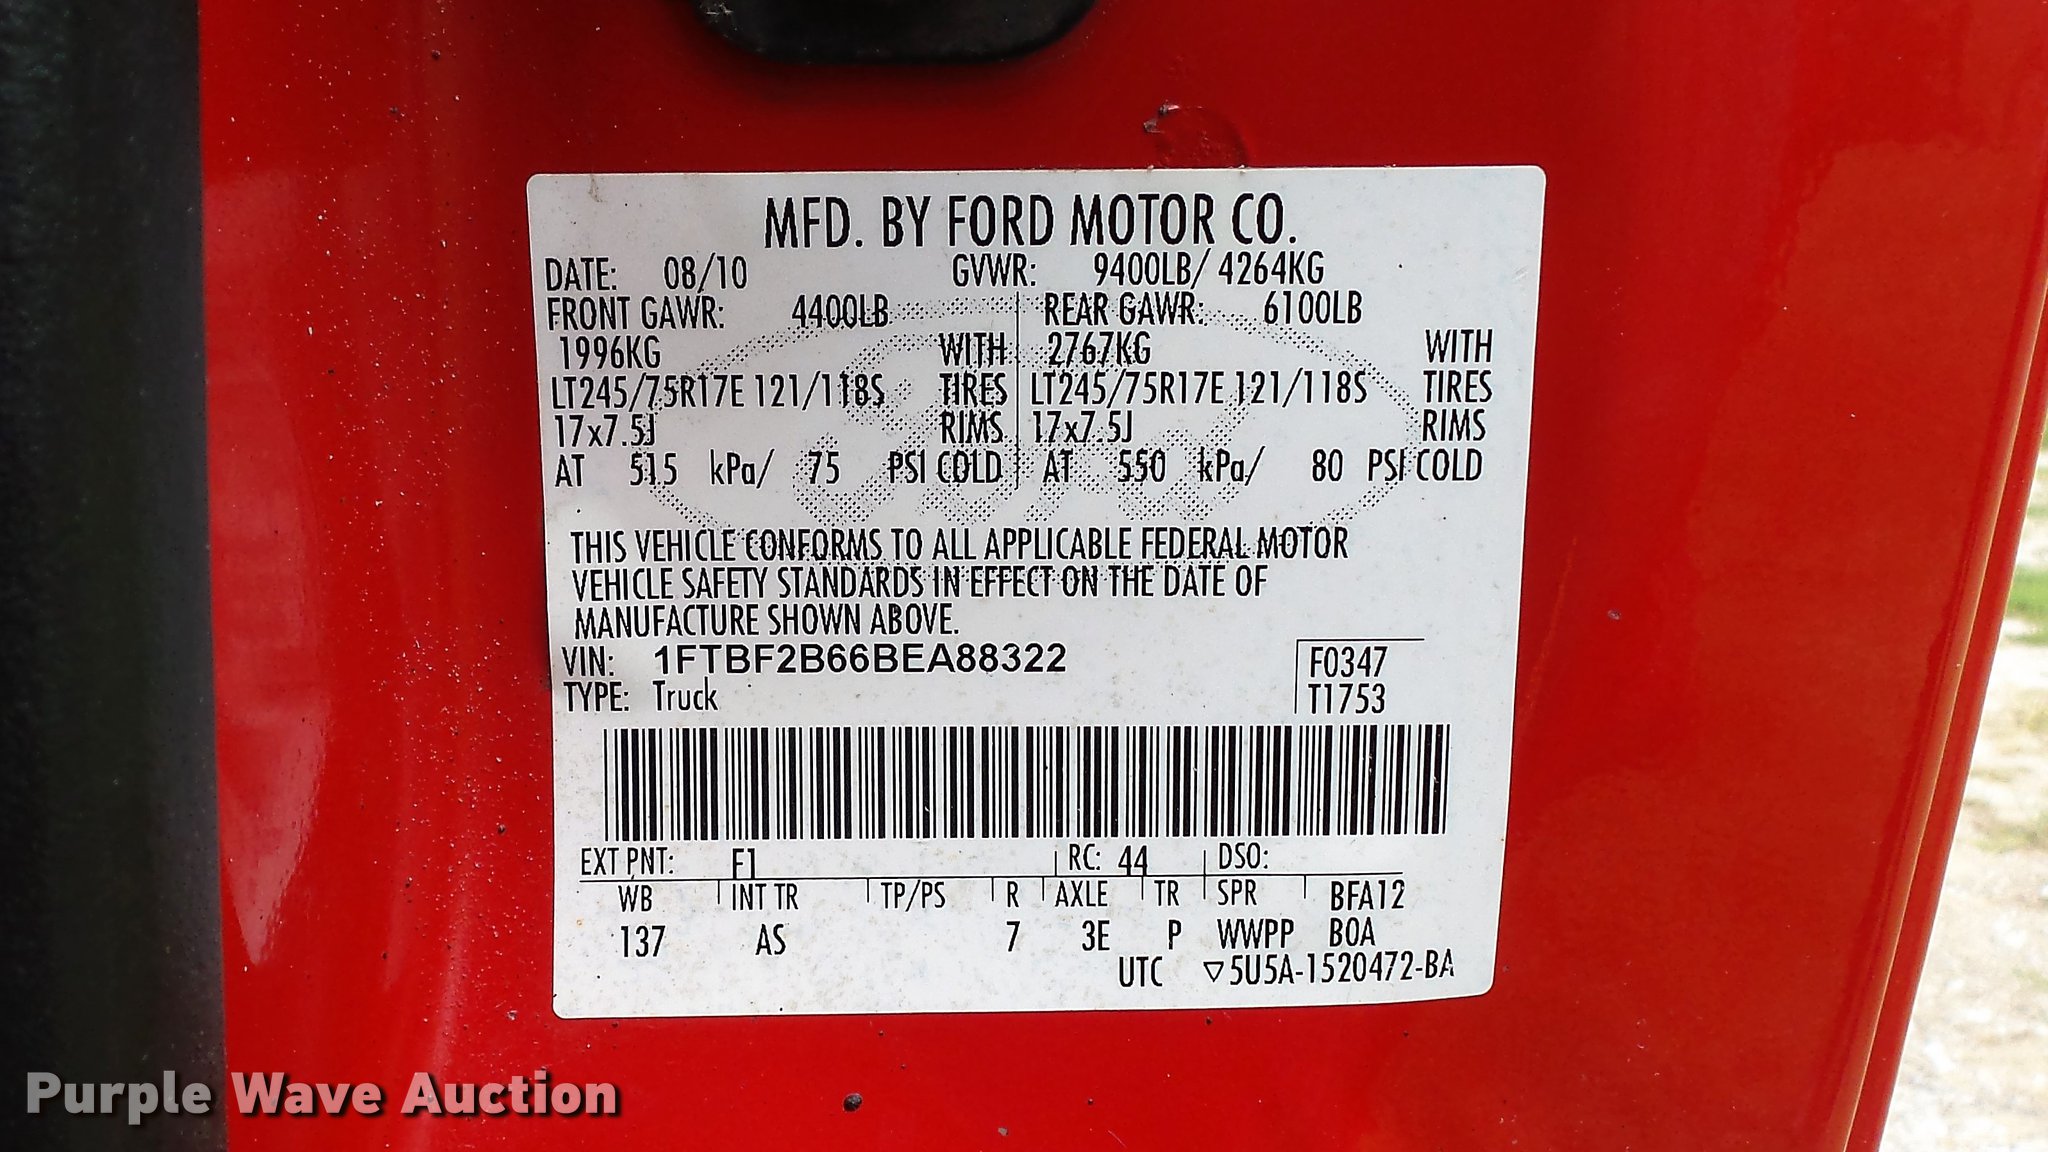 MFD. BY FORD MOTOR CO.
DATE: 08/10 GVWR: 9400LB/ 4264KG
FRONT GAWR: 4400LB REAR GAWR: 6100LB
1996KG WITH 2767KG WITH
LT245/75R17E 121/118S TIRES LT245/75R17E 121/118S TIRES
17x7.5J RIMS 17x7.5J RIMS
AT 515 kPa/ 75 PSI COLD AT 550 kPa/ 80 PSI COLD
THIS VEHICLE CONFORMS TO ALL APPLICABLE FEDERAL MOTOR
VEHICLE SAFETY STANDARDS IN EFFECT ON THE DATE OF
MANUFACTURE SHOWN ABOVE.
VIN: 1FTBF2B66BEA88322 F0347
TYPE: Truck T1753
EXT PNT: F1 RC: 44 DSO:
WB INT TR TP/PS R AXLE TR SPR BFA12
137 AS 7 3E P WWPP BOA
UTC ▽5U5A-1520472-BA
Ford
Purple Wave Auction